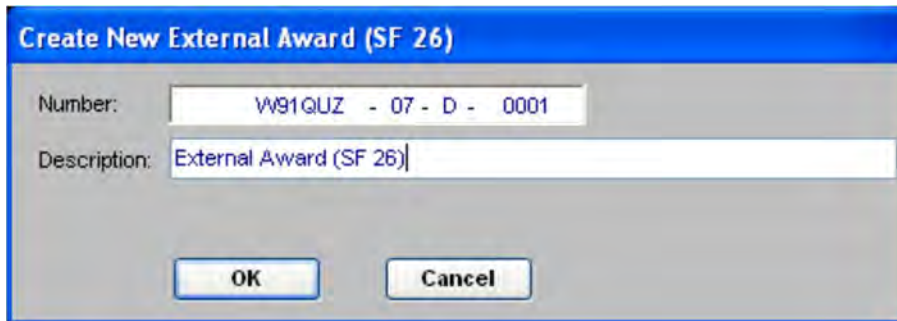 Create New External Award (SF 26)
Number: W91QUZ - 07 - D - 0001
Description: External Award (SF 26)
OK Cancel